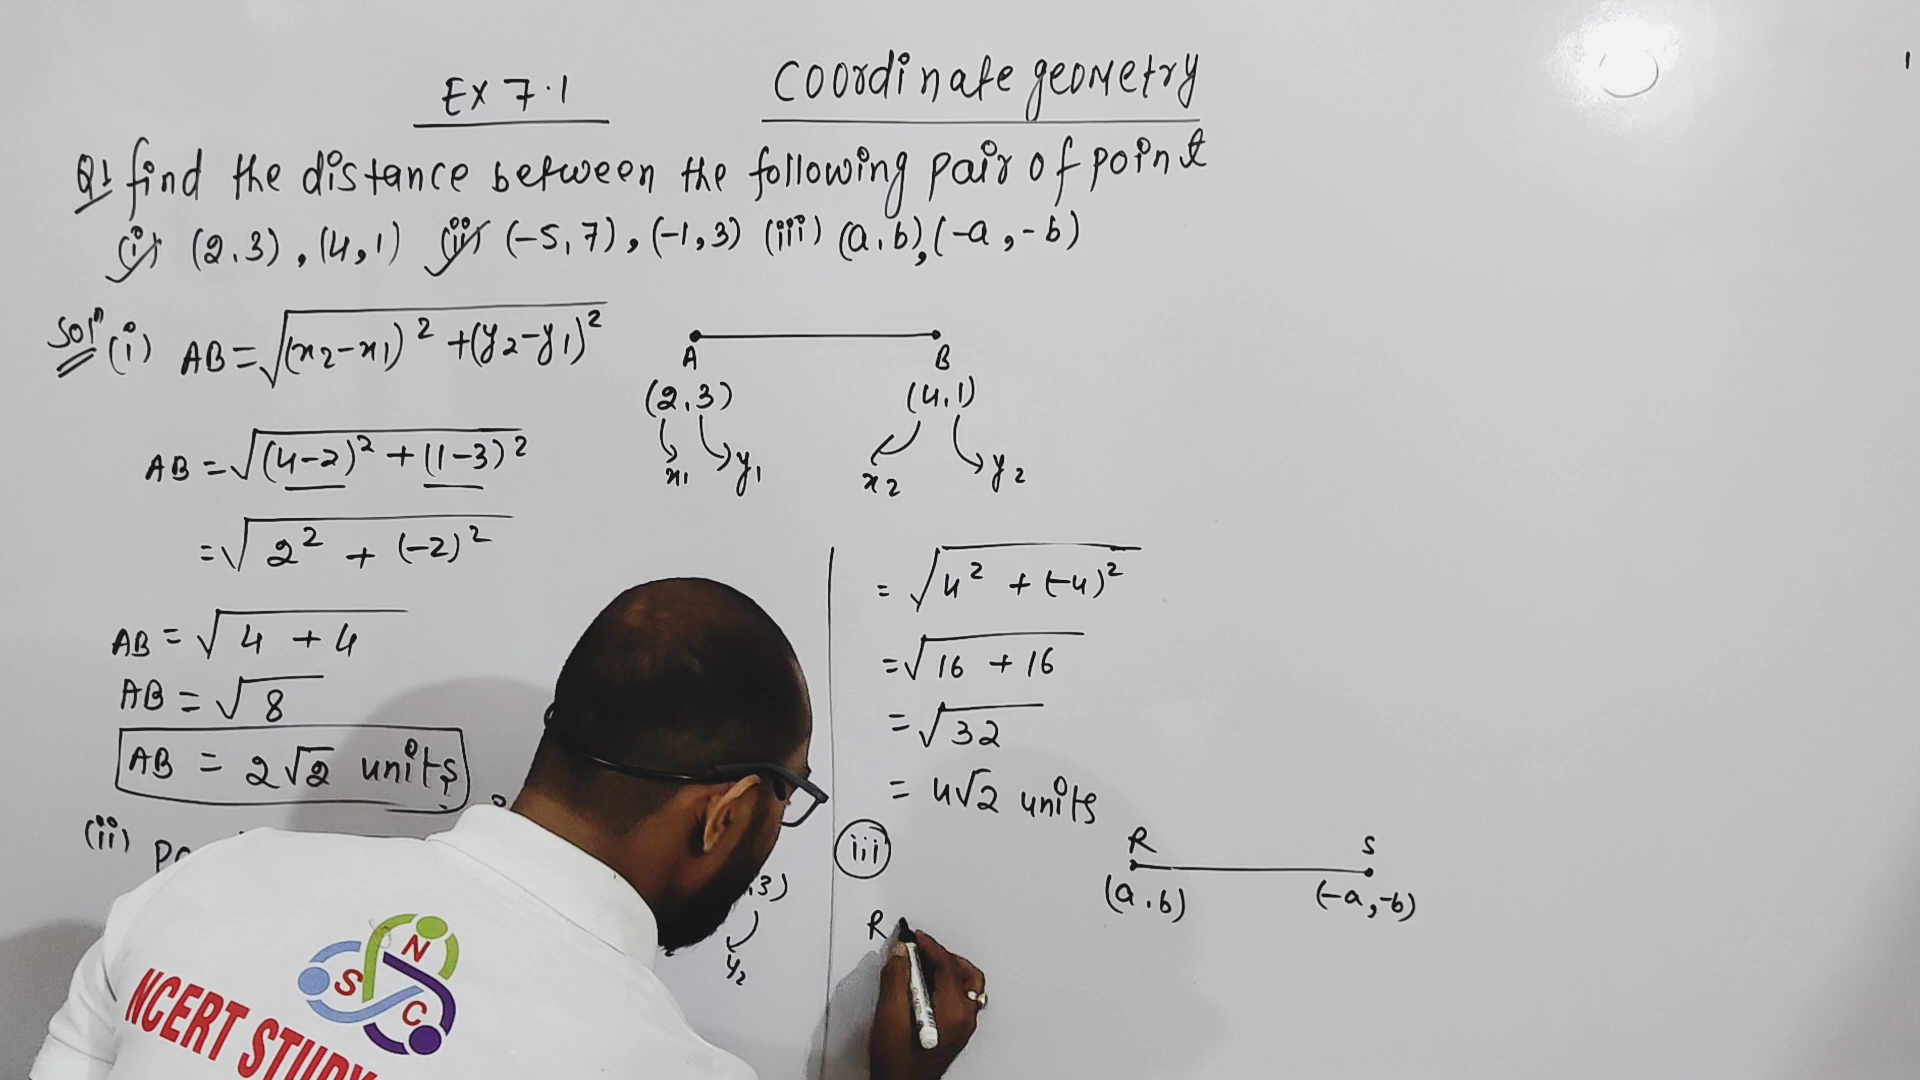 Ex 7.1 Coordinate geometry
Q1 find the distance between the following pair of point
(i) (2,3), (4,1) (ii) (-5,7), (-1,3) (iii) (a,b), (-a,-b)
Solⁿ (i) AB = √(x₂-x₁)² + (y₂-y₁)²
A B
(2,3) (4,1)
x₁ y₁ x₂ y₂
AB = √(4-2)² + (1-3)²
= √2² + (-2)²
AB = √4 + 4
AB = √8
AB = 2√2 units
(ii)
,3)
y₂
= √4² + (-4)²
= √16 + 16
= √32
= 4√2 units
(iii) R S
(a,b) (-a,-b)
R
N
S
C
NCERT STUDY